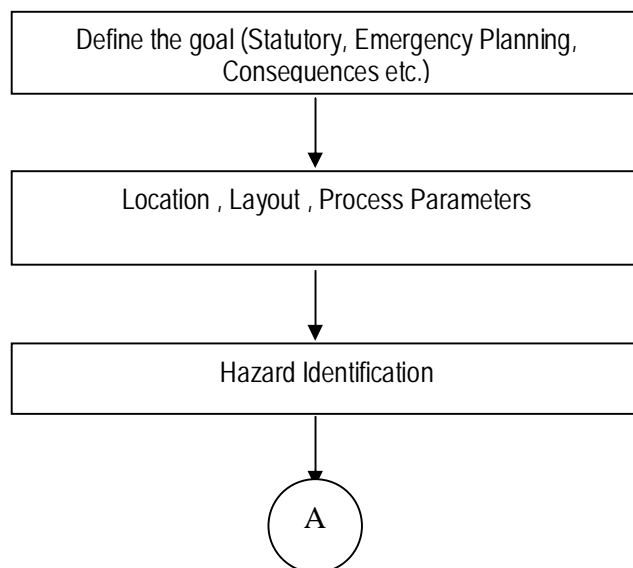 Define the goal (Statutory, Emergency Planning,
Consequences etc.)
Location , Layout , Process Parameters
Hazard Identification
A